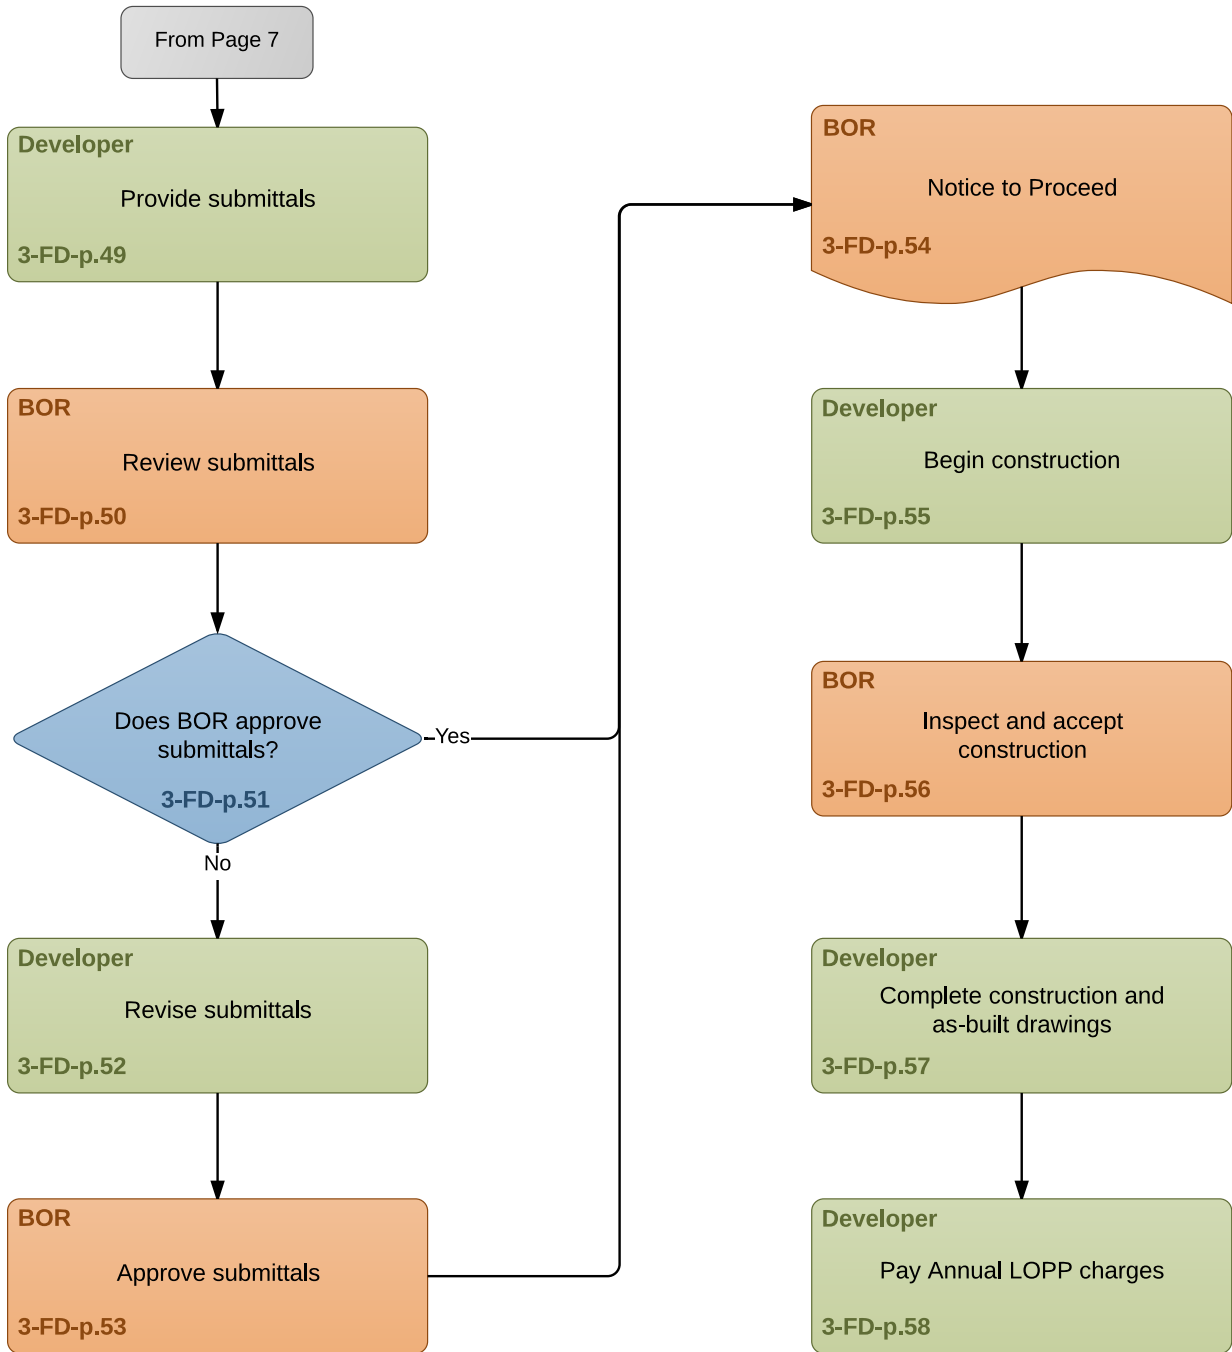 From Page 7
Developer
Provide submittals
3-FD-p.49
BOR
Review submittals
3-FD-p.50
Does BOR approve
submittals?
3-FD-p.51
Yes
No
Developer
Revise submittals
3-FD-p.52
BOR
Approve submittals
3-FD-p.53
BOR
Notice to Proceed
3-FD-p.54
Developer
Begin construction
3-FD-p.55
BOR
Inspect and accept
construction
3-FD-p.56
Developer
Complete construction and
as-built drawings
3-FD-p.57
Developer
Pay Annual LOPP charges
3-FD-p.58